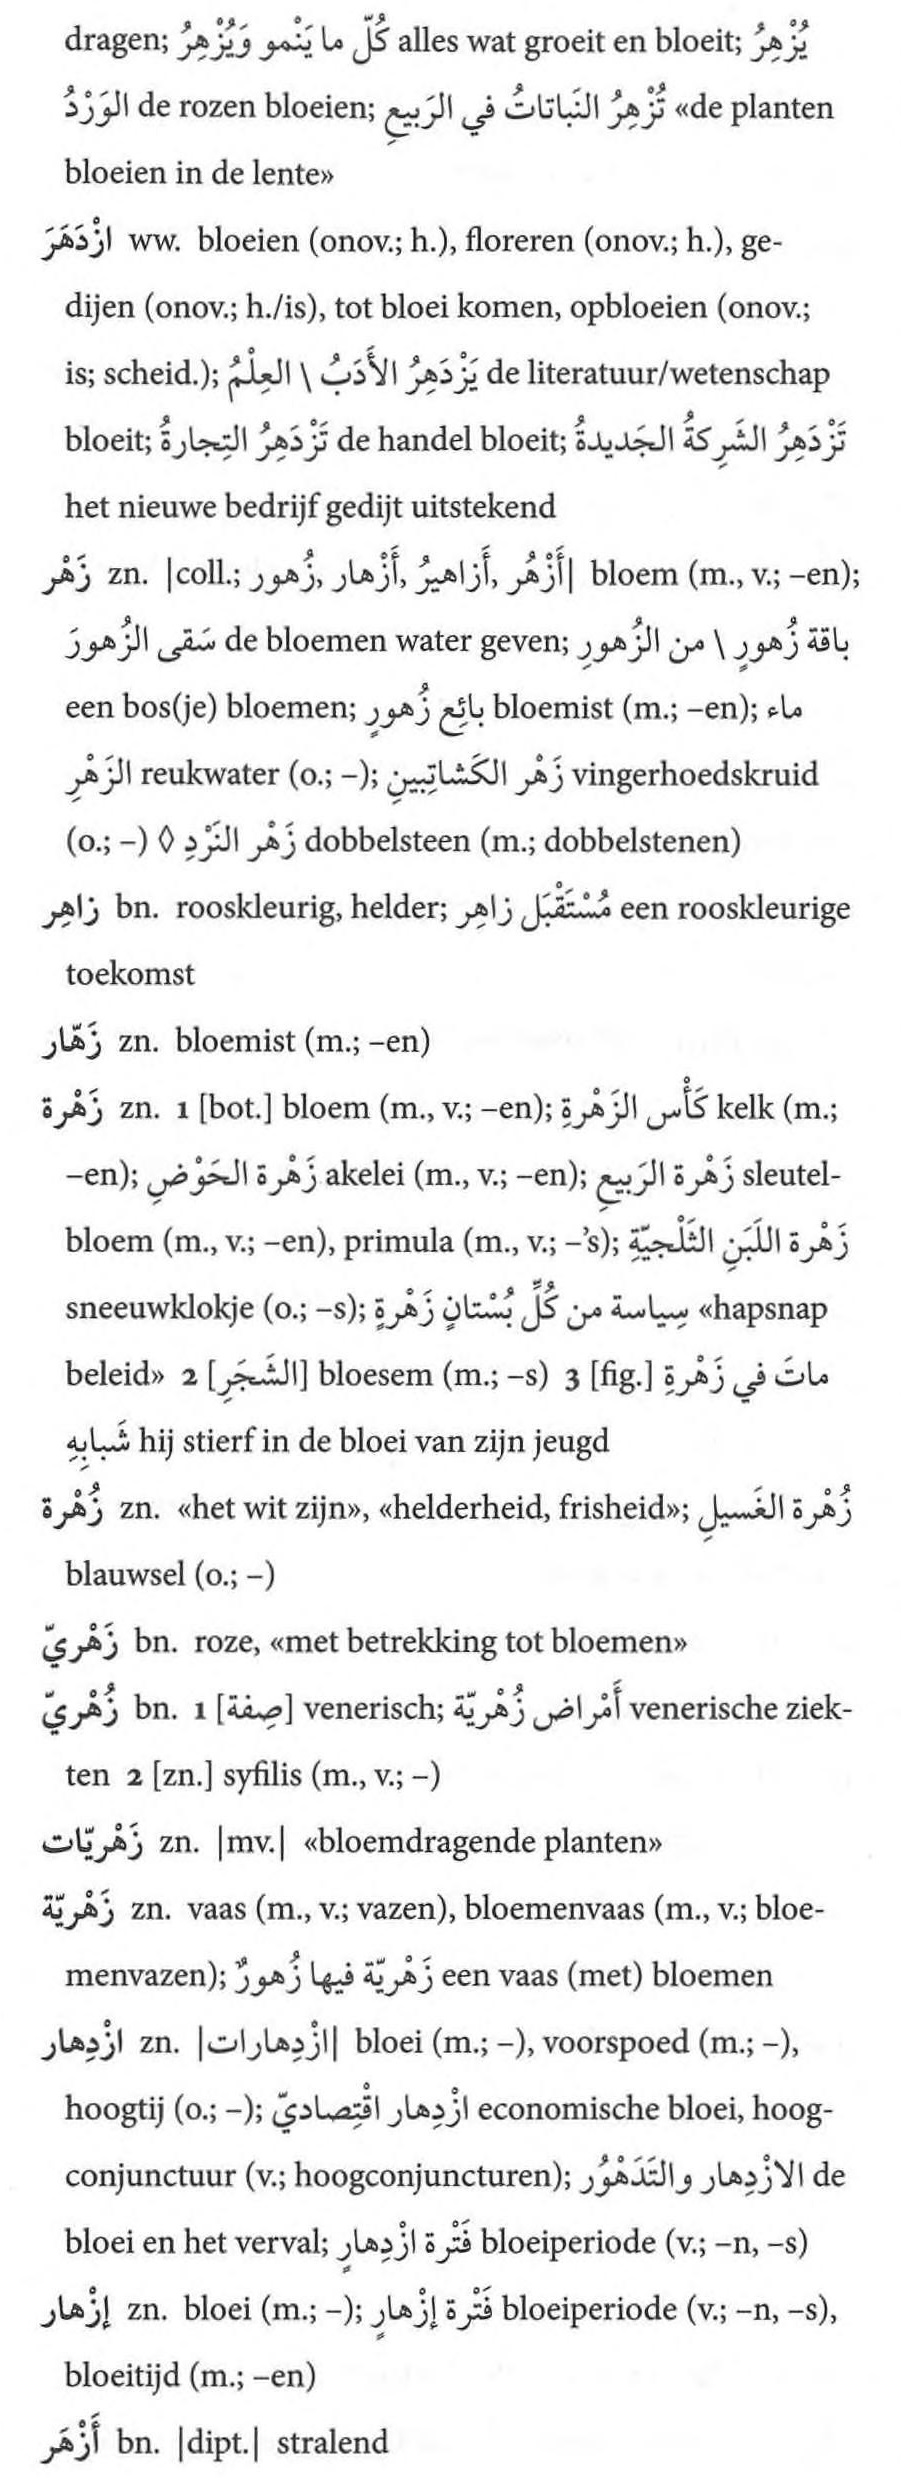 dragen; كُلّ ما يَنْمو وَيُزْهِرُ alles wat groeit en bloeit; يُزْهِرُ
الوَرْدُ de rozen bloeien; تُزْهِرُ النَباتاتُ في الرَبيعِ «de planten
bloeien in de lente»
ازْدَهَرَ ww. bloeien (onov.; h.), floreren (onov.; h.), ge-
dijen (onov.; h./is), tot bloei komen, opbloeien (onov.;
is; scheid.); يَزْدَهِرُ الأَدَبُ \ العِلْمُ de literatuur/wetenschap
bloeit; تَزْدَهِرُ التِجارةُ de handel bloeit; تَزْدَهِرُ الشَرِكةُ الجَديدةُ
het nieuwe bedrijf gedijt uitstekend
زَهْر zn. |coll.; أَزْهُر, أَزاهيرُ, أَزْهار, زُهور| bloem (m., v.; –en);
سَقى الزُهورَ de bloemen water geven; باقة زُهورٍ \ من الزُهورِ
een bos(je) bloemen; بائِع زُهورٍ bloemist (m.; –en); ماء
الزَهْرِ reukwater (o.; –); زَهْر الكَشاتِبينِ vingerhoedskruid
(o.; –) ◊ زَهْر النَرْدِ dobbelsteen (m.; dobbelstenen)
زاهِر bn. rooskleurig, helder; مُسْتَقْبَل زاهِر een rooskleurige
toekomst
زَهّار zn. bloemist (m.; –en)
زَهْرة zn. 1 [bot.] bloem (m., v.; –en); كَأْس الزَهْرةِ kelk (m.;
–en); زَهْرة الحَوْضِ akelei (m., v.; –en); زَهْرة الرَبيعِ sleutel-
bloem (m., v.; –en), primula (m., v.; –’s); زَهْرة اللَبَنِ الثَلْجيّةِ
sneeuwklokje (o.; –s); سِياسة من كُلِّ بُسْتانٍ زَهْرةٍ «hapsnap
beleid» 2 [الشَجَرِ] bloesem (m.; –s) 3 [fig.] ماتَ في زَهْرةِ
شَبابِهِ hij stierf in de bloei van zijn jeugd
زُهْرة zn. «het wit zijn», «helderheid, frisheid»; زُهْرة الغَسيلِ
blauwsel (o.; –)
زَهْريّ bn. roze, «met betrekking tot bloemen»
زُهْريّ bn. 1 [صِفة] venerisch; أَمْراض زُهْريّة venerische ziek-
ten 2 [zn.] syfilis (m., v.; –)
زَهْريّات zn. |mv.| «bloemdragende planten»
زَهْريّة zn. vaas (m., v.; vazen), bloemenvaas (m., v.; bloe-
menvazen); زَهْريّة فيها زُهورٌ een vaas (met) bloemen
ازْدِهار zn. |ازْدِهارات| bloei (m.; –), voorspoed (m.; –),
hoogtij (o.; –); ازْدِهار اقْتِصاديّ economische bloei, hoog-
conjunctuur (v.; hoogconjuncturen); الازْدِهار والتَدَهْوُر de
bloei en het verval; فَتْرة ازْدِهارٍ bloeiperiode (v.; –n, –s)
إزْهار zn. bloei (m.; –); فَتْرة إزْهارٍ bloeiperiode (v.; –n, –s),
bloeitijd (m.; –en)
أَزْهَر bn. |dipt.| stralend